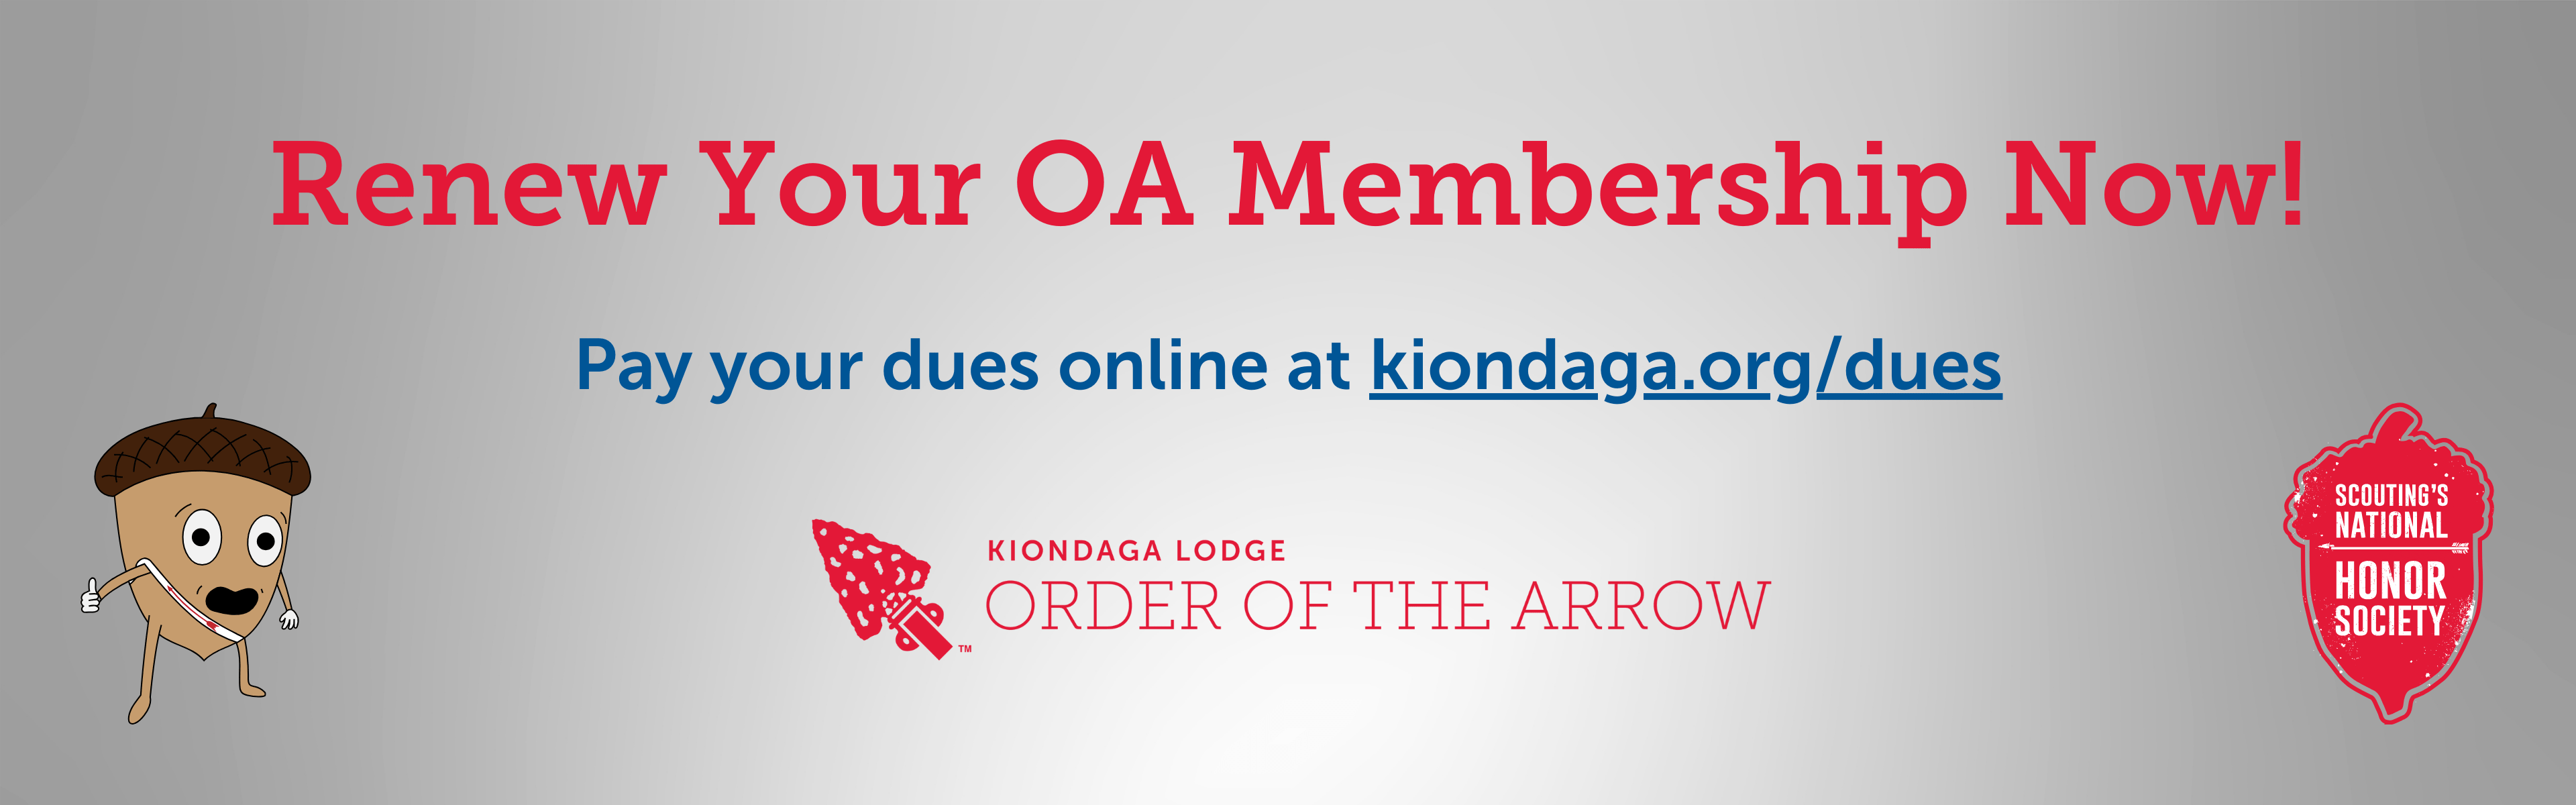 Renew Your OA Membership Now!
Pay your dues online at kiondaga.org/dues
KIONDAGA LODGE
ORDER OF THE ARROW
TM
SCOUTING'S
NATIONAL
HONOR
SOCIETY